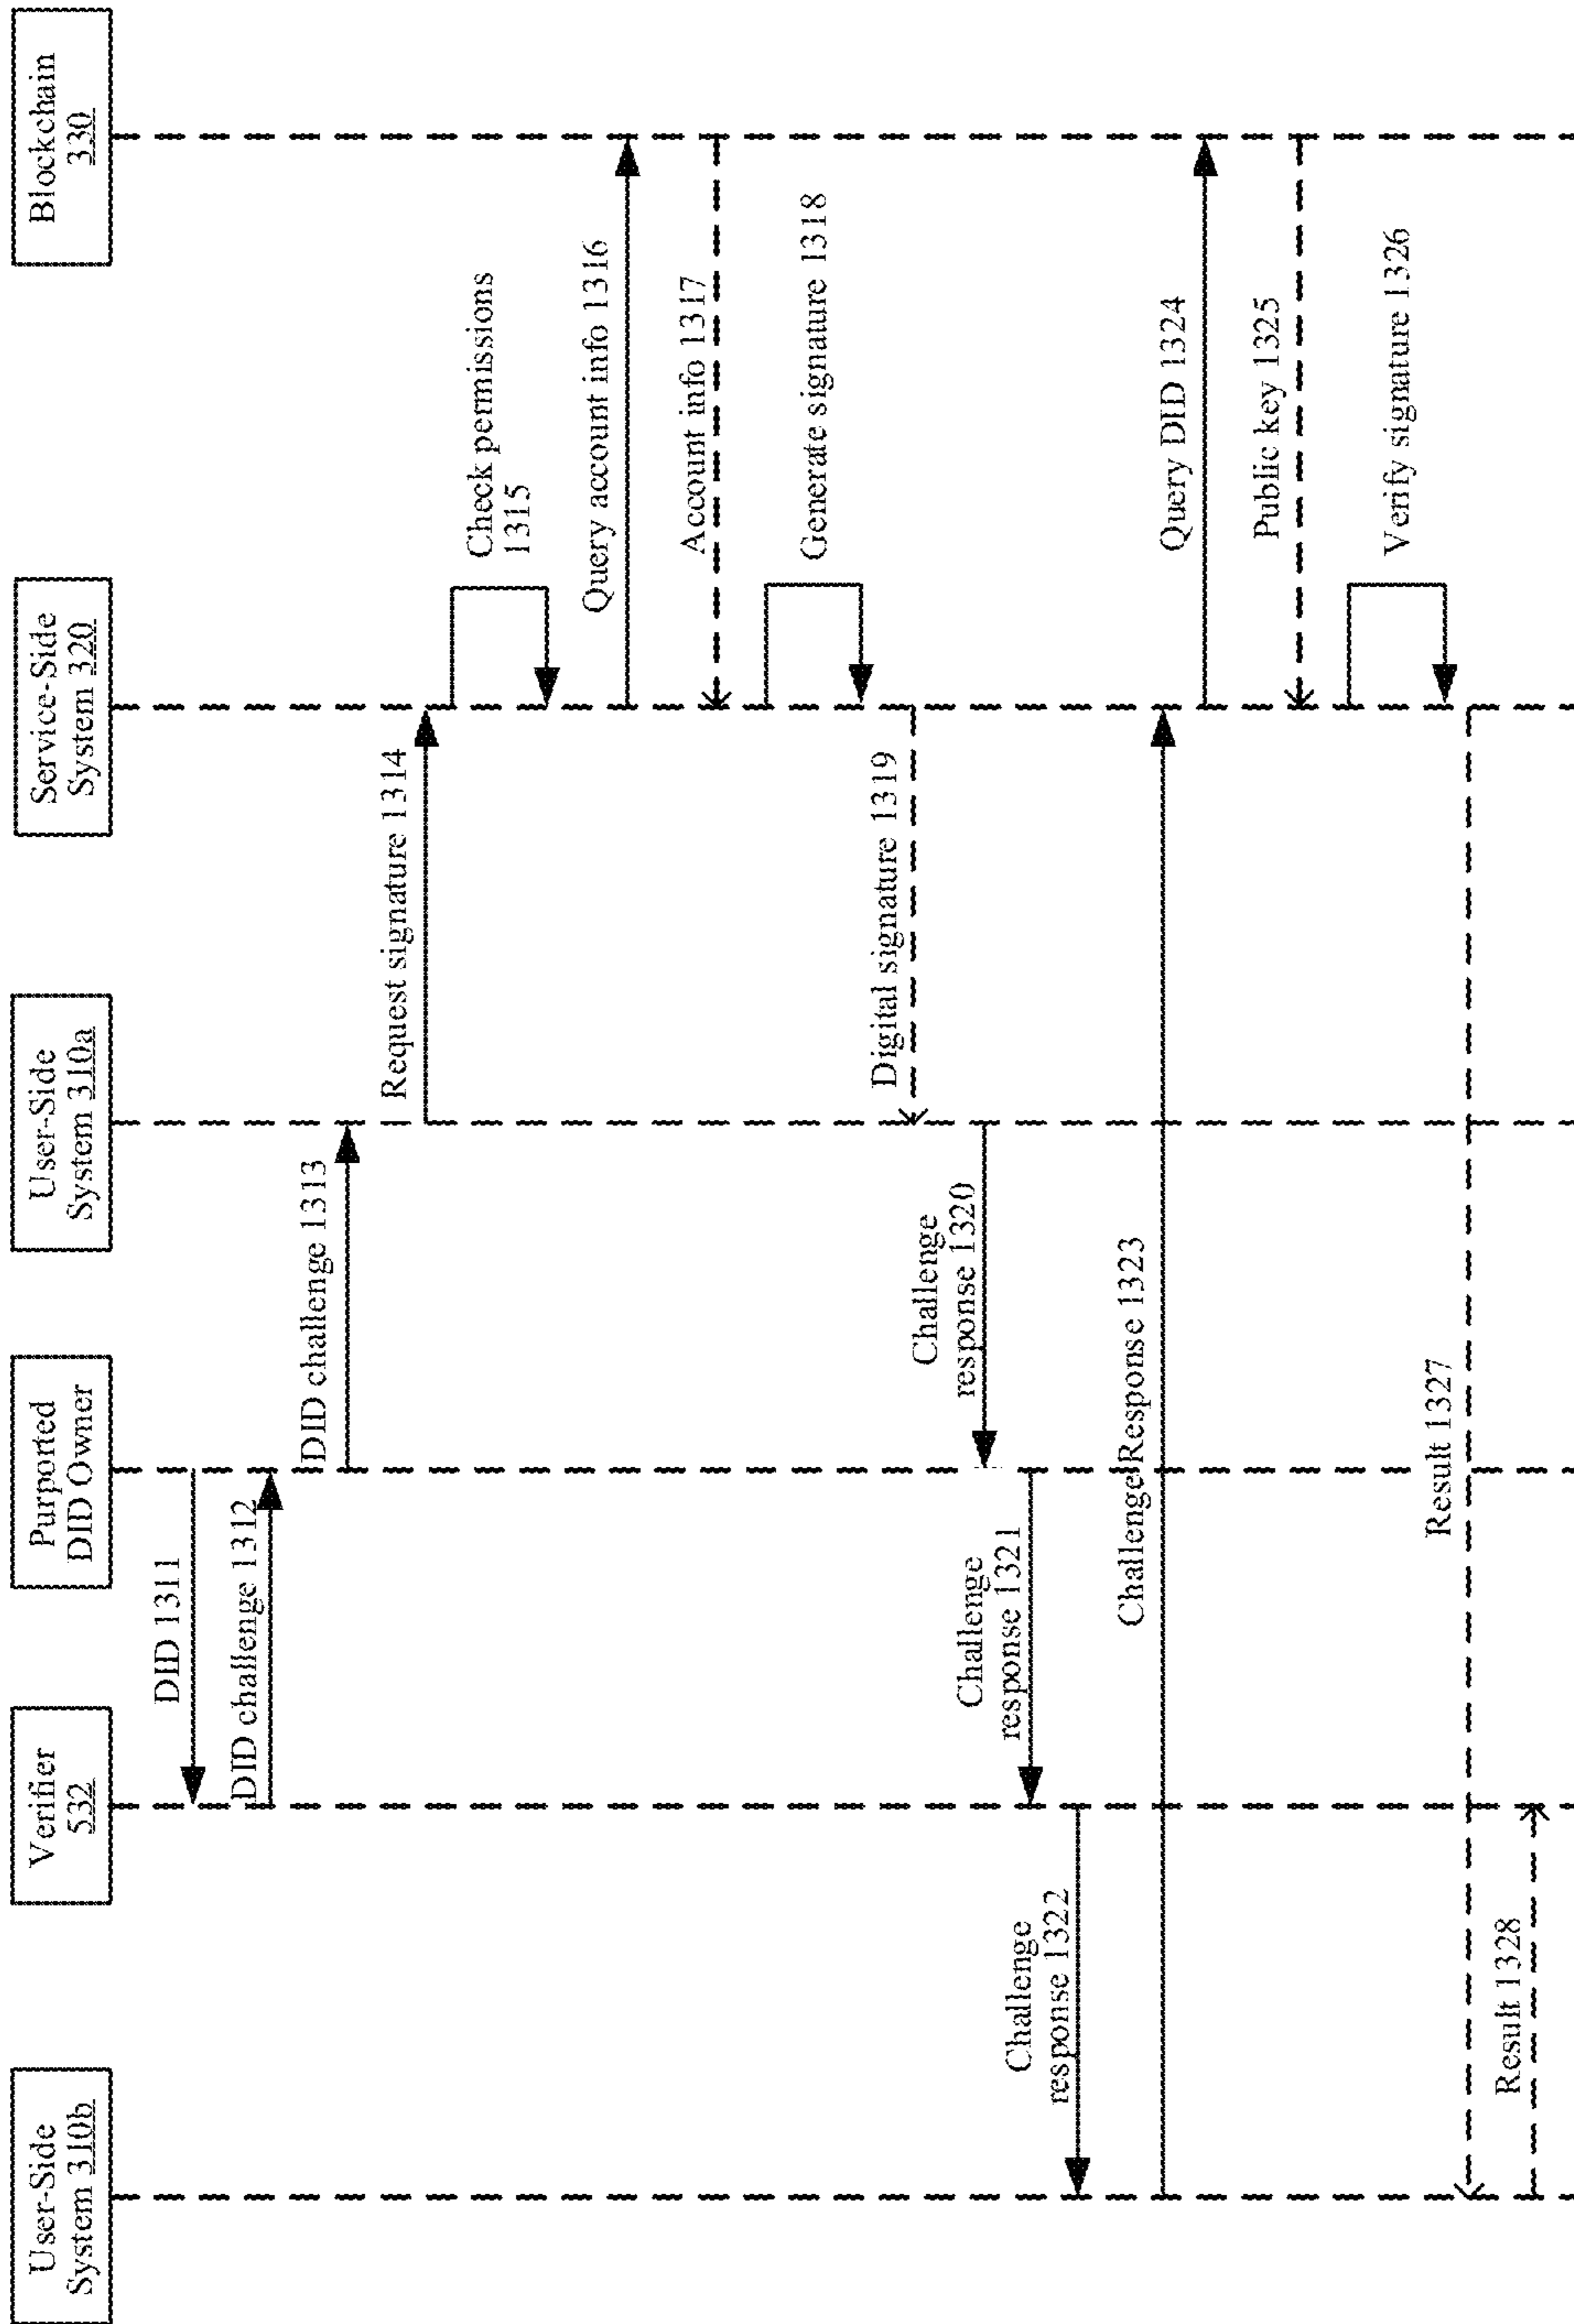 User-Side
System 310b
Verifier
532
Purported
DID Owner
User-Side
System 310a
Service-Side
System 320
Blockchain
330
DID 1311
DID challenge 1312
DID challenge 1313
Request signature 1314
Check permissions
1315
Query account info 1316
Account info 1317
Generate signature 1318
Digital signature 1319
Challenge
response 1320
Challenge
response 1321
Challenge
response 1322
Challenge Response 1323
Query DID 1324
Public key 1325
Verify signature 1326
Result 1327
Result 1328